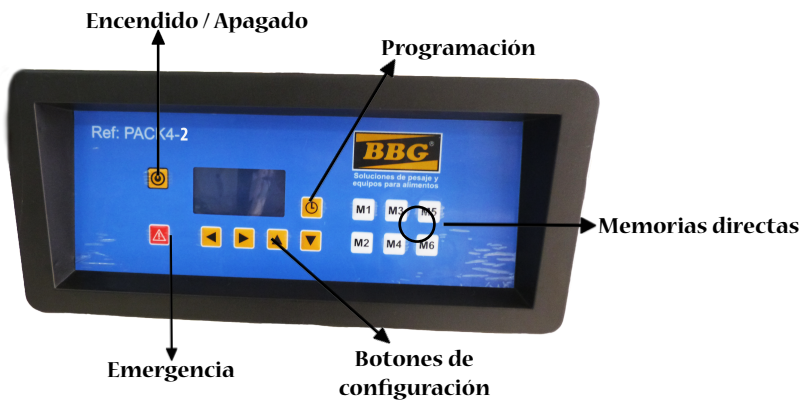 Encendido / Apagado
Programación
Ref: PACK4-2
BBG®
Soluciones de pesaje y
equipos para alimentos
M1 M3 M5
Memorias directas
M2 M4 M6
Emergencia
Botones de
configuración